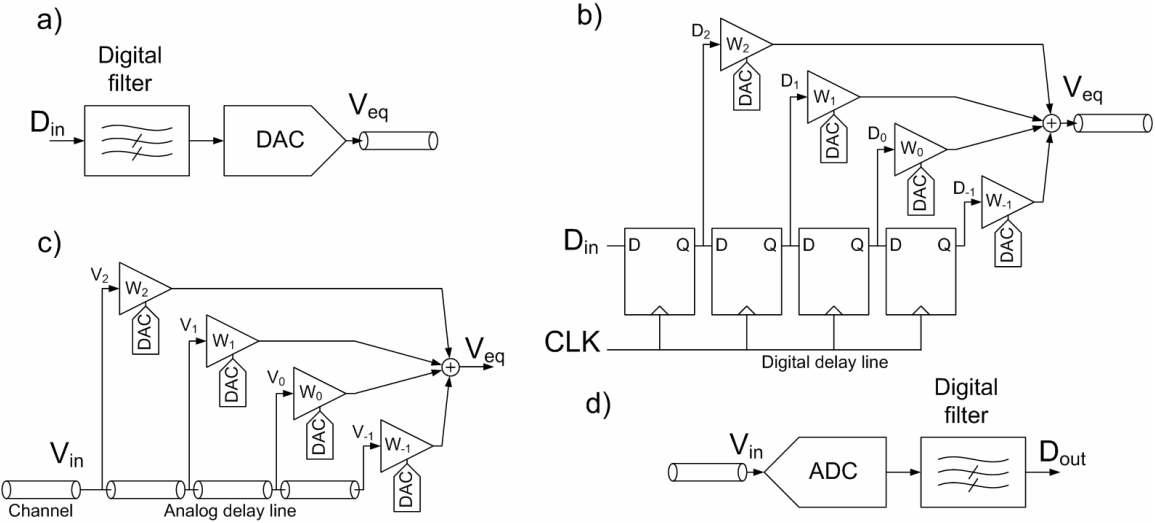 a)
Digital
filter
D_in
DAC
V_eq
b)
D_2
W_2
DAC
D_1
W_1
DAC
D_0
W_0
DAC
D_-1
W_-1
DAC
V_eq
D_in
D Q D Q D Q D Q
CLK
Digital delay line
c)
V_2
W_2
DAC
V_1
W_1
DAC
V_0
W_0
DAC
V_-1
W_-1
DAC
V_eq
V_in
Channel
Analog delay line
d)
Digital
filter
V_in
ADC
D_out